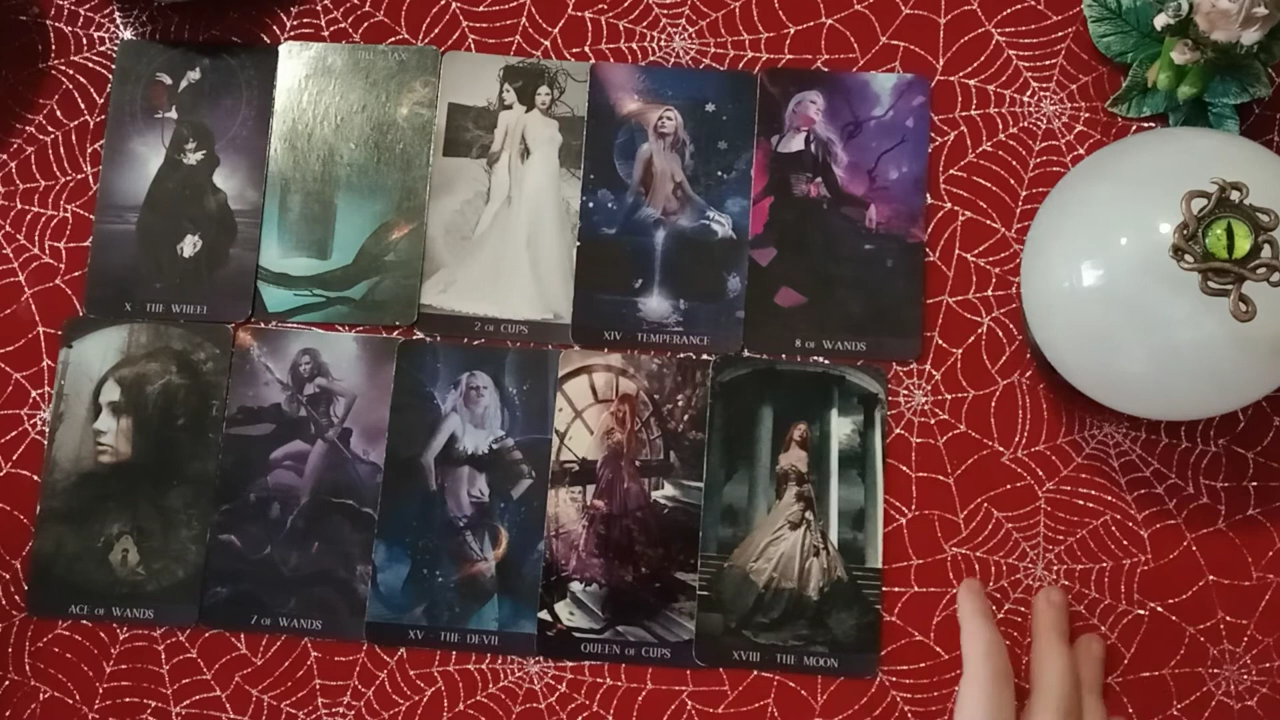 X - THE WHEEL
2 OF CUPS
XIV - TEMPERANCE
8 OF WANDS
ACE OF WANDS
7 OF WANDS
XV - THE DEVIL
QUEEN OF CUPS
XVIII - THE MOON